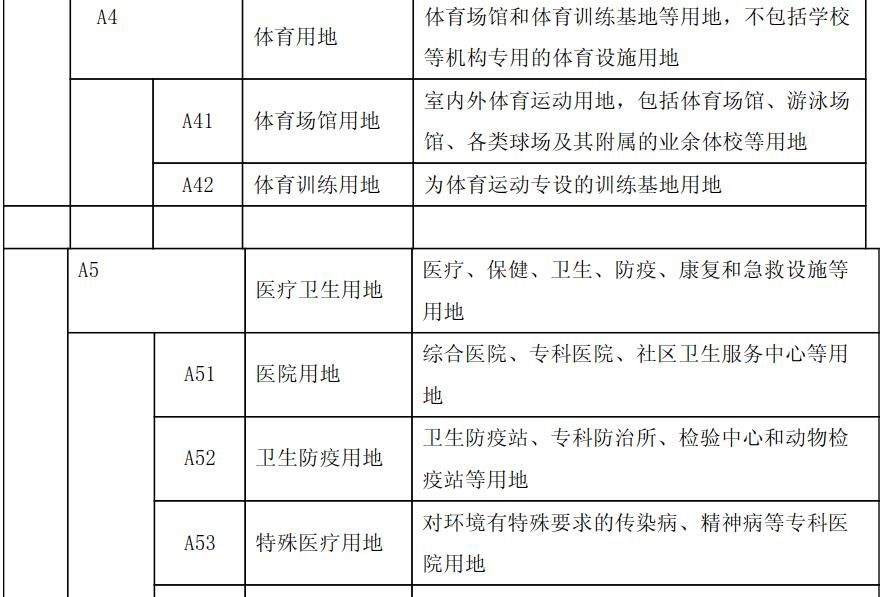 A4
体育用地
体育场馆和体育训练基地等用地，不包括学校
等机构专用的体育设施用地
A41
体育场馆用地
室内外体育运动用地，包括体育场馆、游泳场
馆、各类球场及其附属的业余体校等用地
A42
体育训练用地
为体育运动专设的训练基地用地
A5
医疗卫生用地
医疗、保健、卫生、防疫、康复和急救设施等
用地
A51
医院用地
综合医院、专科医院、社区卫生服务中心等用
地
A52
卫生防疫用地
卫生防疫站、专科防治所、检验中心和动物检
疫站等用地
A53
特殊医疗用地
对环境有特殊要求的传染病、精神病等专科医
院用地